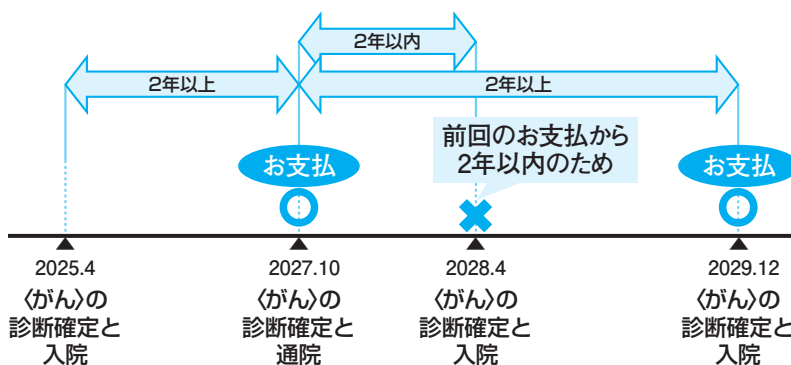 2年以内
2年以上
2年以上
前回のお支払から
2年以内のため
お支払
お支払
2025.4
〈がん〉の
診断確定と
入院
2027.10
〈がん〉の
診断確定と
通院
2028.4
〈がん〉の
診断確定と
入院
2029.12
〈がん〉の
診断確定と
入院